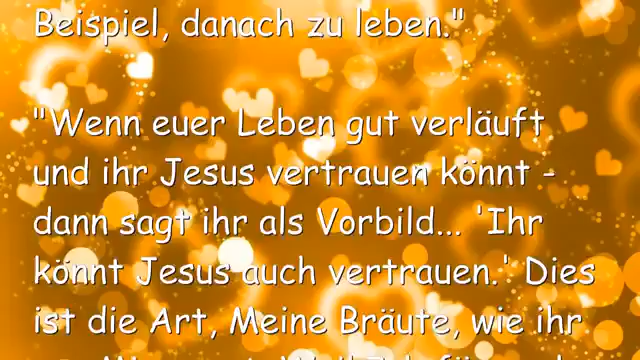 Beispiel, danach zu leben."
"Wenn euer Leben gut verläuft
und ihr Jesus vertrauen könnt -
dann sagt ihr als Vorbild... 'Ihr
könnt Jesus auch vertrauen.' Dies
ist die Art, Meine Bräute, wie ihr